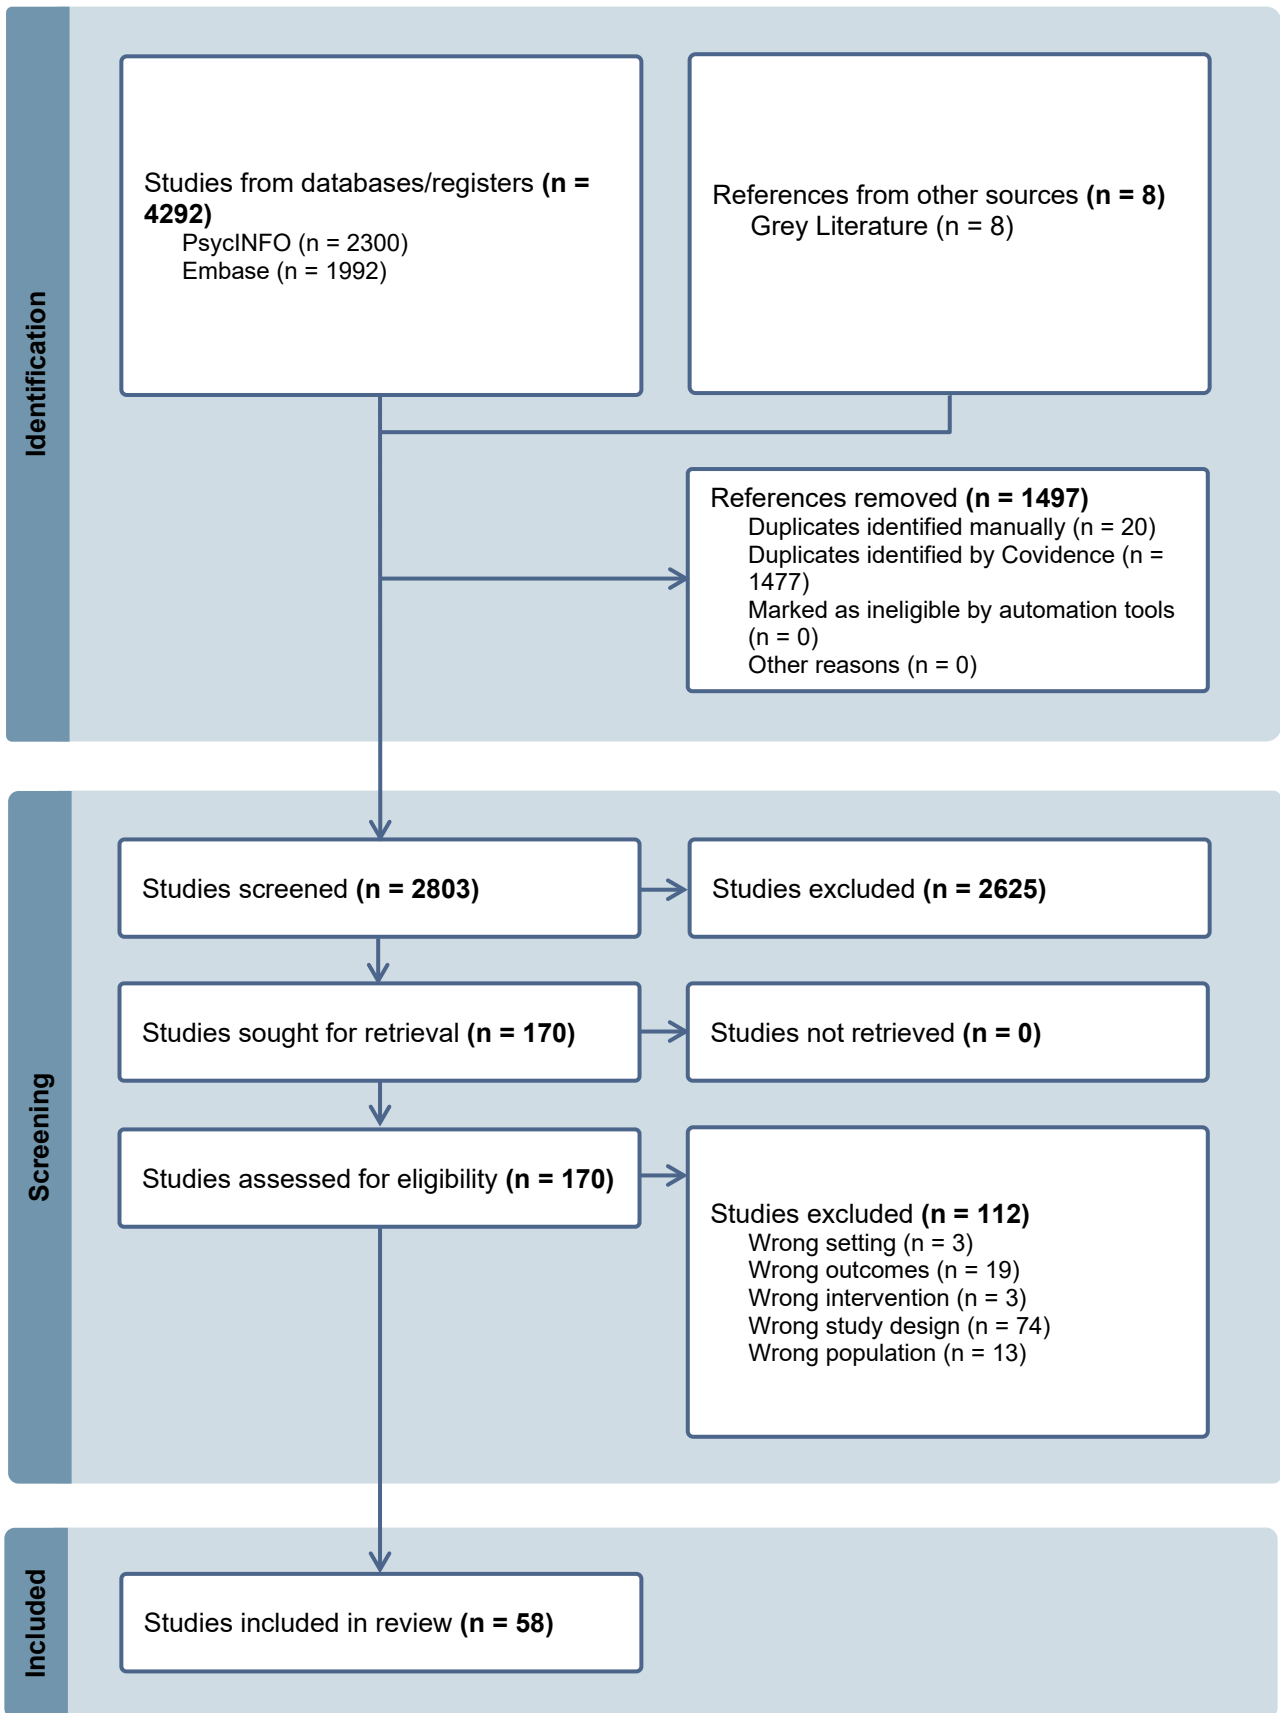 Identification
Studies from databases/registers (n =
4292)
PsycINFO (n = 2300)
Embase (n = 1992)
References from other sources (n = 8)
Grey Literature (n = 8)
References removed (n = 1497)
Duplicates identified manually (n = 20)
Duplicates identified by Covidence (n =
1477)
Marked as ineligible by automation tools
(n = 0)
Other reasons (n = 0)
Screening
Studies screened (n = 2803)
Studies excluded (n = 2625)
Studies sought for retrieval (n = 170)
Studies not retrieved (n = 0)
Studies assessed for eligibility (n = 170)
Studies excluded (n = 112)
Wrong setting (n = 3)
Wrong outcomes (n = 19)
Wrong intervention (n = 3)
Wrong study design (n = 74)
Wrong population (n = 13)
Included
Studies included in review (n = 58)